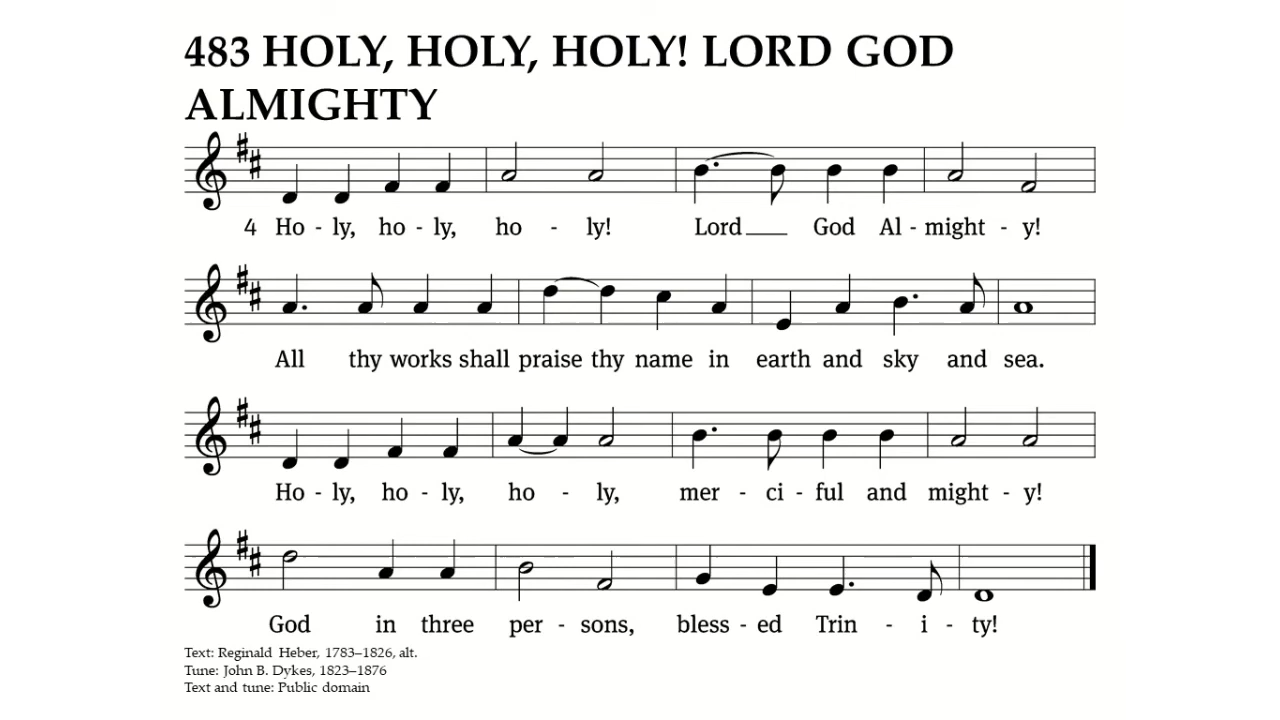 483 HOLY, HOLY, HOLY! LORD GOD
ALMIGHTY
4 Ho - ly, ho - ly, ho - ly! Lord___ God Al - might - y!
All thy works shall praise thy name in earth and sky and sea.
Ho - ly, ho - ly, ho - ly, mer - ci - ful and might - y!
God in three per - sons, bless - ed Trin - i - ty!
Text: Reginald Heber, 1783–1826, alt.
Tune: John B. Dykes, 1823–1876
Text and tune: Public domain